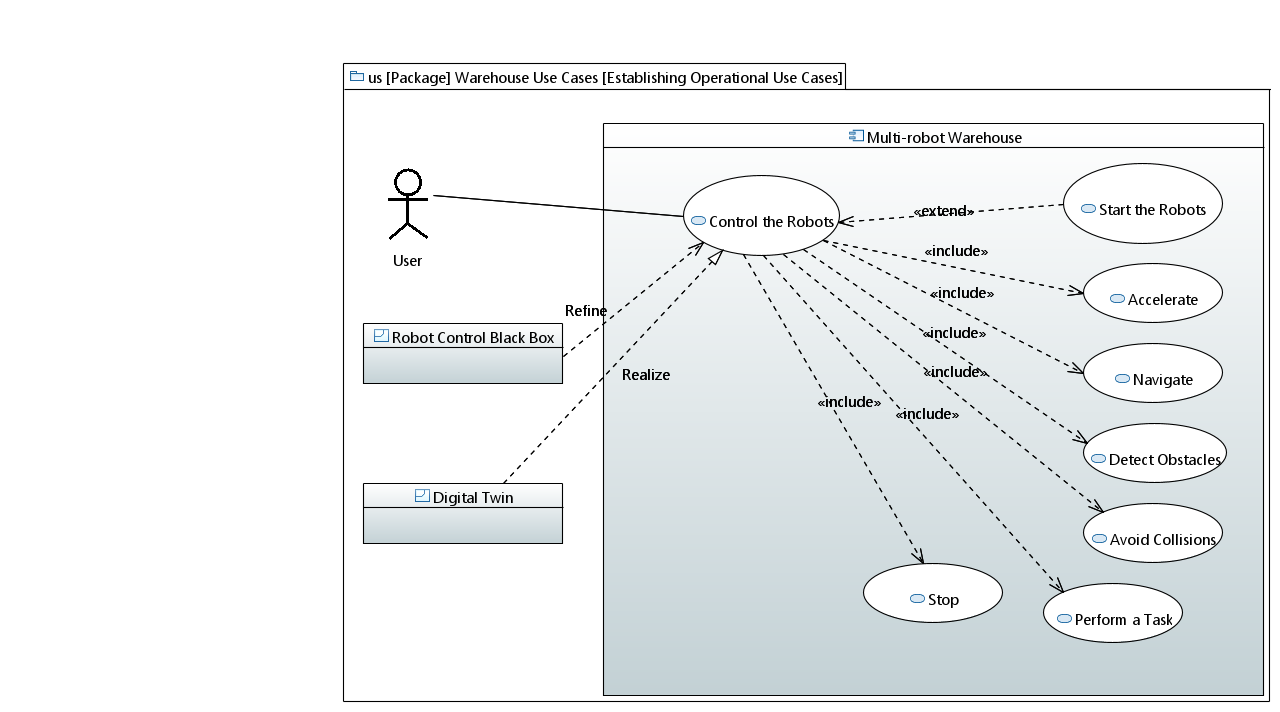 us [Package] Warehouse Use Cases [Establishing Operational Use Cases]
Multi-robot Warehouse
User
Control the Robots
«extend»
Start the Robots
«include»
Accelerate
«include»
Navigate
«include»
Detect Obstacles
«include»
Avoid Collisions
«include»
Perform a Task
«include»
Stop
Refine
Robot Control Black Box
Realize
Digital Twin